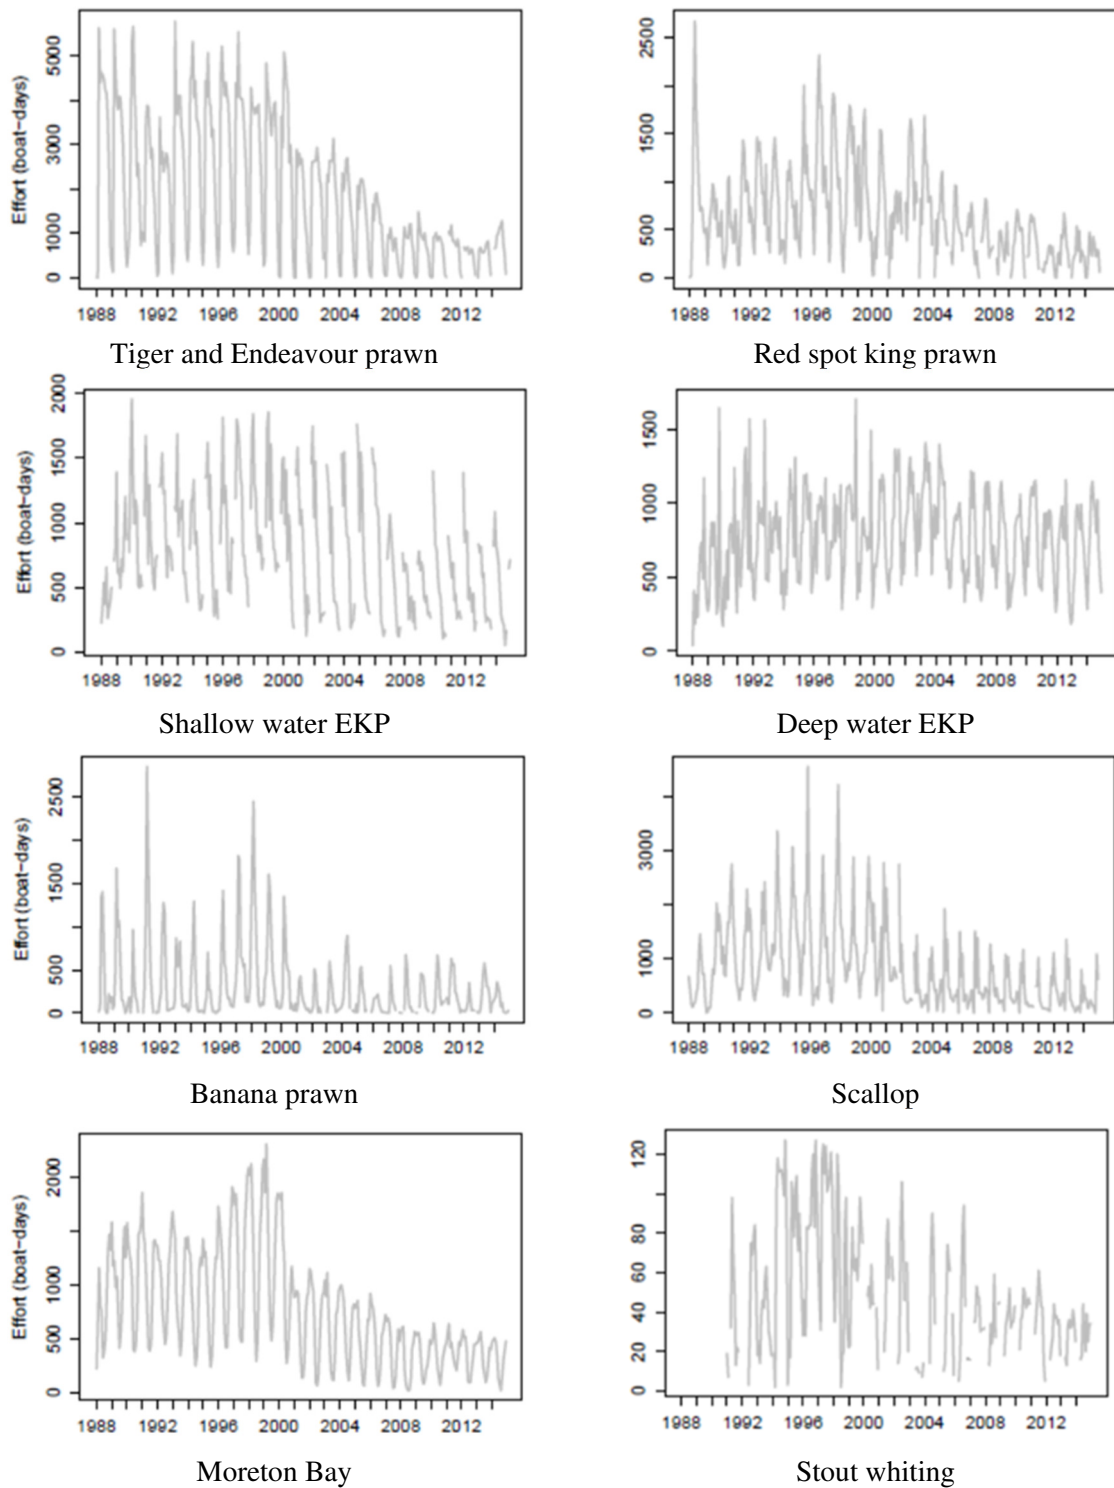 Effort (boat-days)
0 1000 3000 5000
1988 1992 1996 2000 2004 2008 2012
Tiger and Endeavour prawn
0 500 1500 2500
1988 1992 1996 2000 2004 2008 2012
Red spot king prawn
Effort (boat-days)
0 500 1000 1500 2000
1988 1992 1996 2000 2004 2008 2012
Shallow water EKP
0 500 1000 1500
1988 1992 1996 2000 2004 2008 2012
Deep water EKP
Effort (boat-days)
0 500 1500 2500
1988 1992 1996 2000 2004 2008 2012
Banana prawn
0 1000 3000
1988 1992 1996 2000 2004 2008 2012
Scallop
Effort (boat-days)
0 500 1000 2000
1988 1992 1996 2000 2004 2008 2012
Moreton Bay
0 20 40 60 80 120
1988 1992 1996 2000 2004 2008 2012
Stout whiting